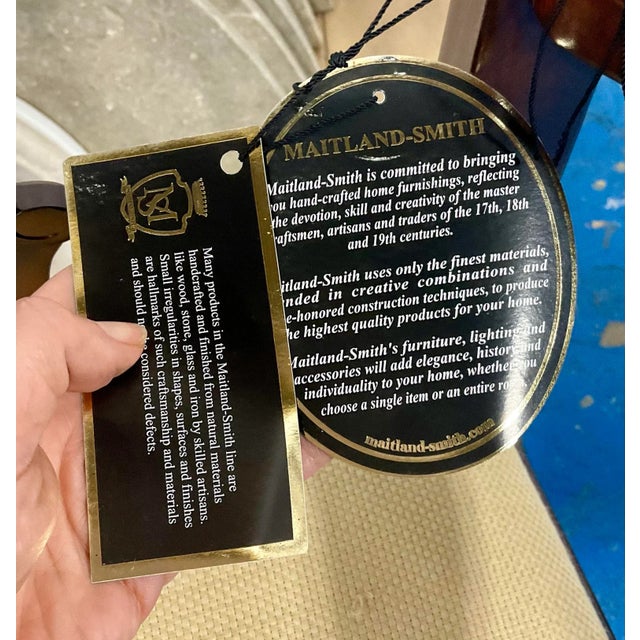 MAITLAND-SMITH
Maitland-Smith is committed to bringing
you hand-crafted home furnishings, reflecting
the devotion, skill and creativity of the master
craftsmen, artisans and traders of the 17th, 18th
and 19th centuries.
Maitland-Smith uses only the finest materials,
in creative combinations and
construction techniques, to produce
the highest quality products for your home.
Maitland-Smith's furniture, lighting and
accessories will add elegance, history and
individuality to your home, whether you
choose a single item or an entire
maitland-smith.com
Many products in the Maitland-Smith line are
handcrafted and finished from natural materials
like wood, stone, glass and iron by skilled artisans.
Small irregularities in shapes, surfaces and finishes
are hallmarks of such craftsmanship and materials
and should be considered defects.